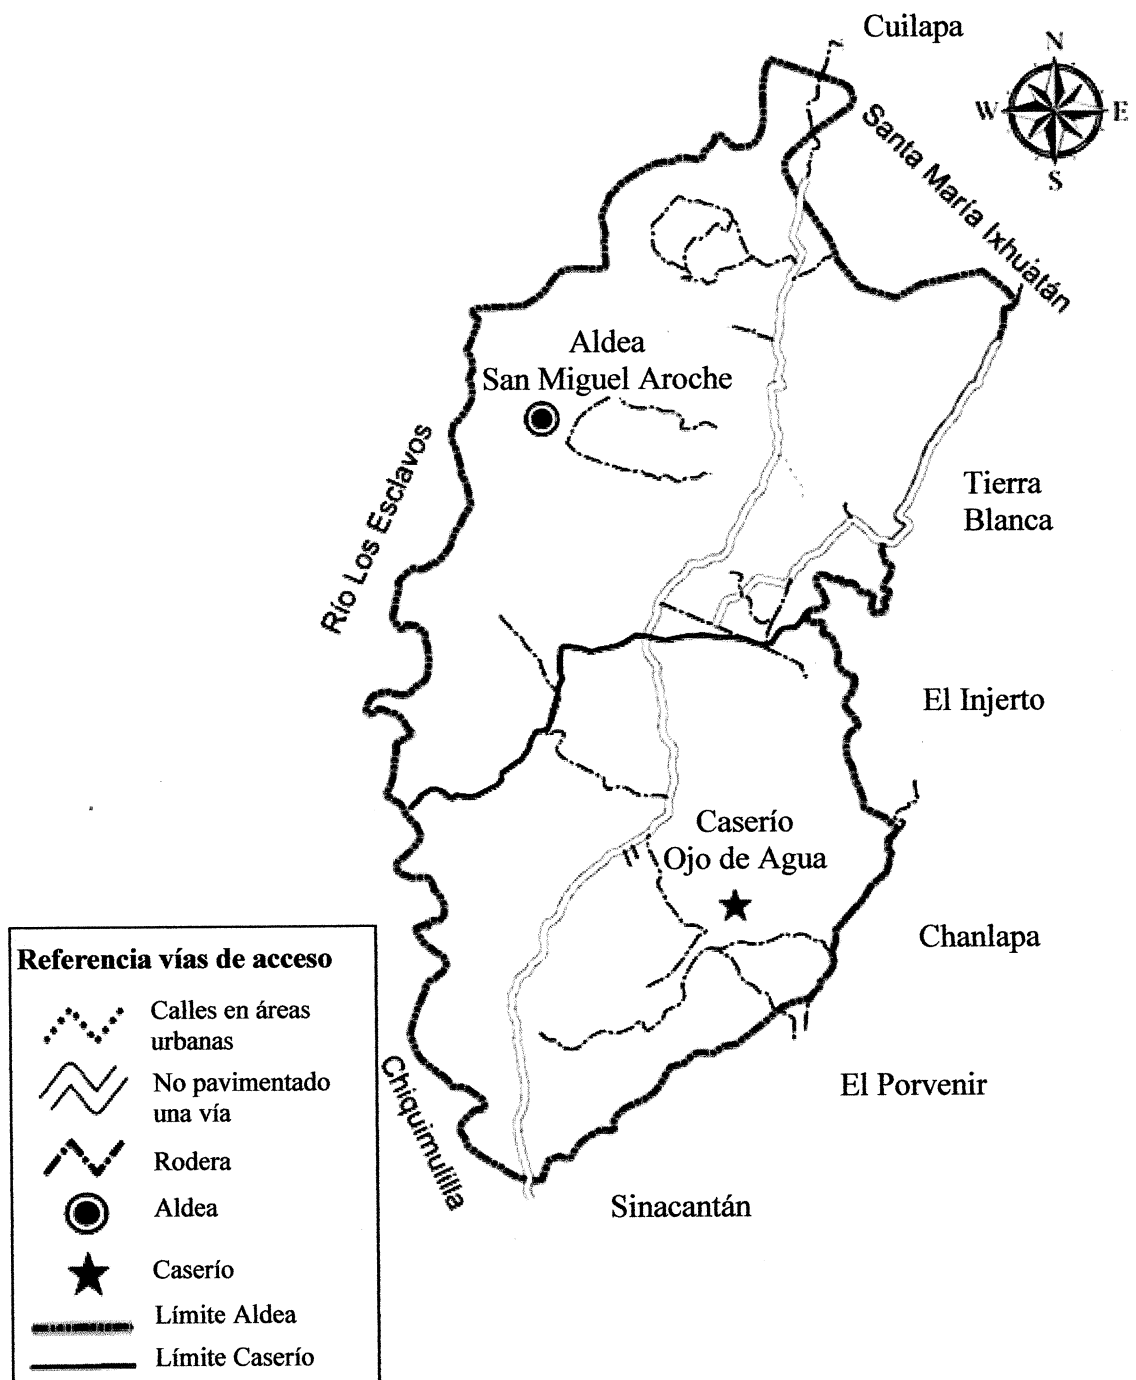 Cuilapa
N
W
E
S
Santa María Ixhuatán
Aldea
San Miguel Aroche
Río Los Esclavos
Tierra
Blanca
El Injerto
Caserío
Ojo de Agua
Chanlapa
Referencia vías de acceso
Calles en áreas
urbanas
No pavimentado
una vía
Rodera
Aldea
Caserío
Límite Aldea
Límite Caserío
Chiquimulilla
El Porvenir
Sinacantán